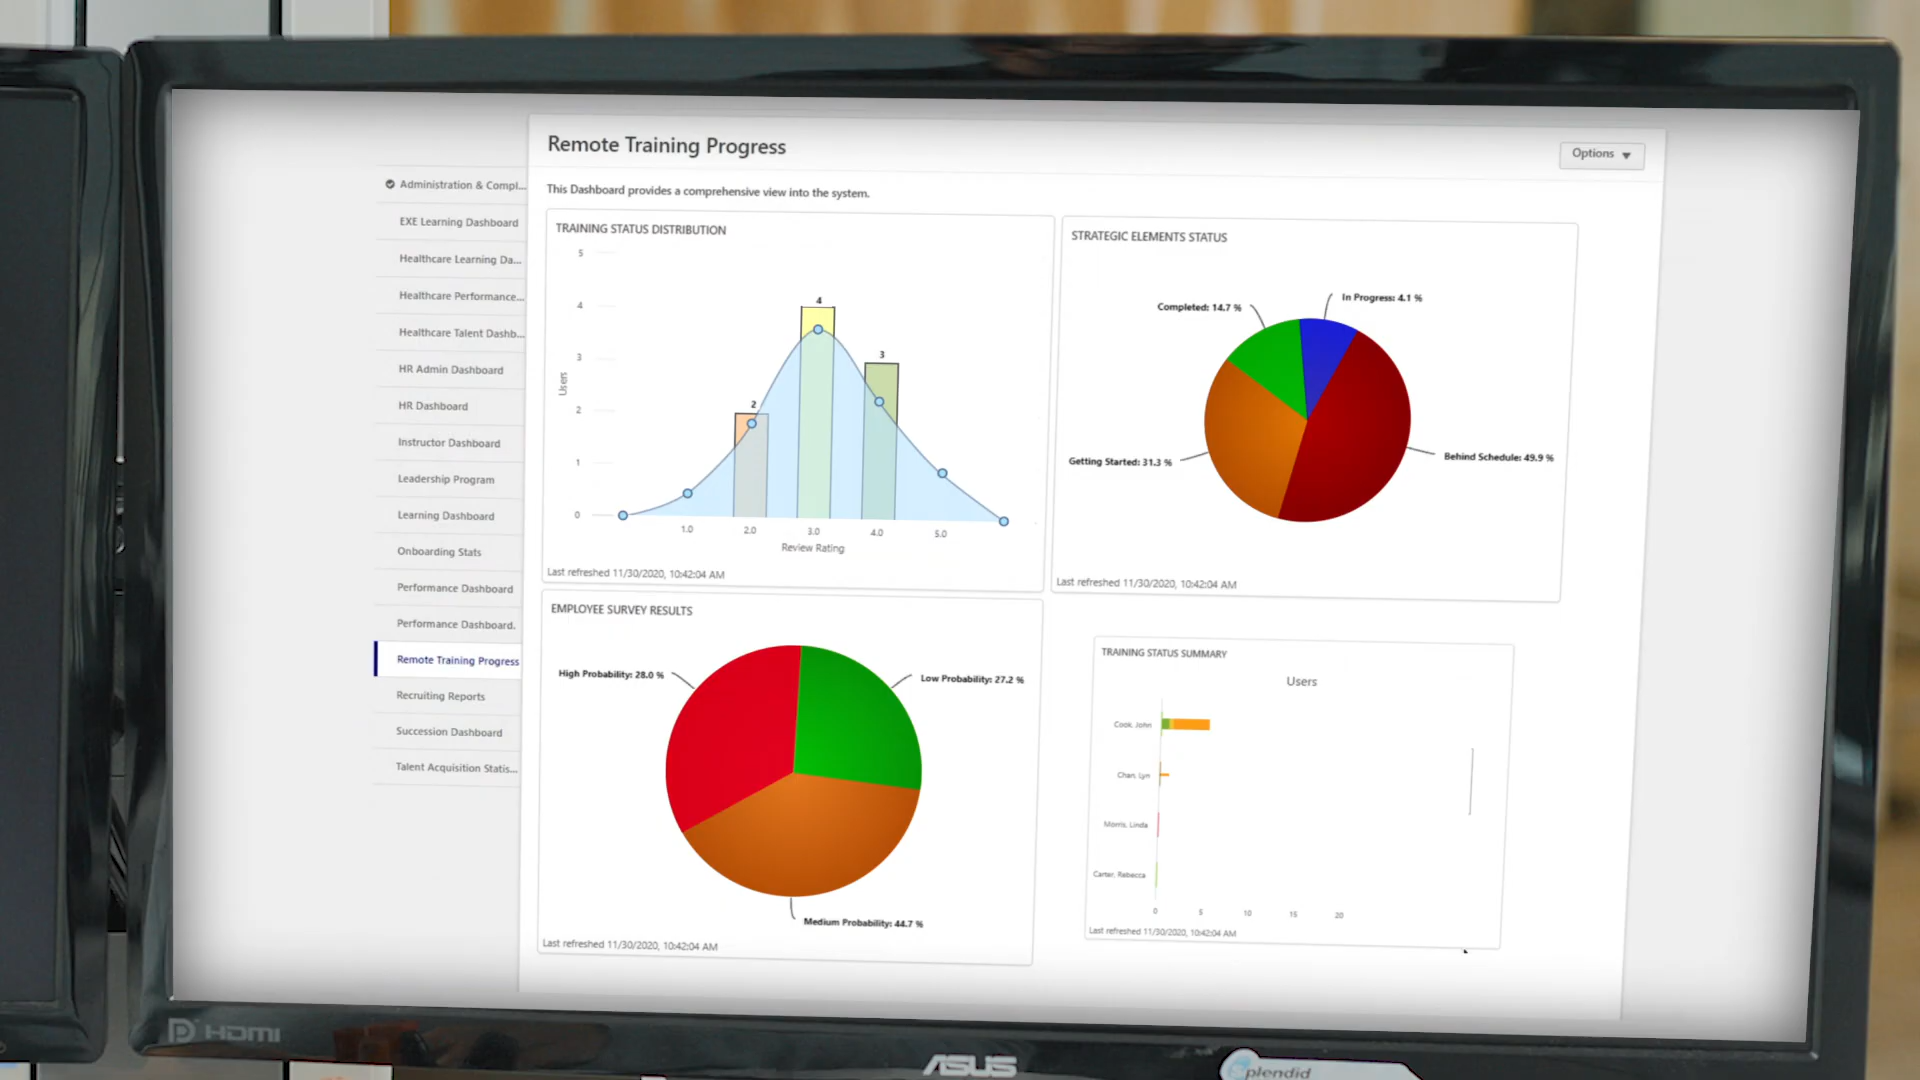 Remote Training Progress
Options
This Dashboard provides a comprehensive view into the system.
Administration & Compl...
EXE Learning Dashboard
Healthcare Learning Da...
Healthcare Performance...
Healthcare Talent Dashb...
HR Admin Dashboard
HR Dashboard
Instructor Dashboard
Leadership Program
Learning Dashboard
Onboarding Stats
Performance Dashboard
Performance Dashboard.
Remote Training Progress
Recruiting Reports
Succession Dashboard
Talent Acquisition Statis...
TRAINING STATUS DISTRIBUTION
5
4
3
2
1
0
Users
2
4
3
1.0 2.0 3.0 4.0 5.0
Review Rating
Last refreshed 11/30/2020, 10:42:04 AM
STRATEGIC ELEMENTS STATUS
Completed: 14.7 %
In Progress: 4.1 %
Getting Started: 31.3 %
Behind Schedule: 49.9 %
Last refreshed 11/30/2020, 10:42:04 AM
EMPLOYEE SURVEY RESULTS
High Probability: 28.0 %
Low Probability: 27.2 %
Medium Probability: 44.7 %
Last refreshed 11/30/2020, 10:42:04 AM
TRAINING STATUS SUMMARY
Users
Cook, John
Chan, Lyn
Morris, Linda
Carter, Rebecca
0 5 10 15 20
Last refreshed 11/30/2020, 10:42:04 AM
HDMI
ASUS
Splendid